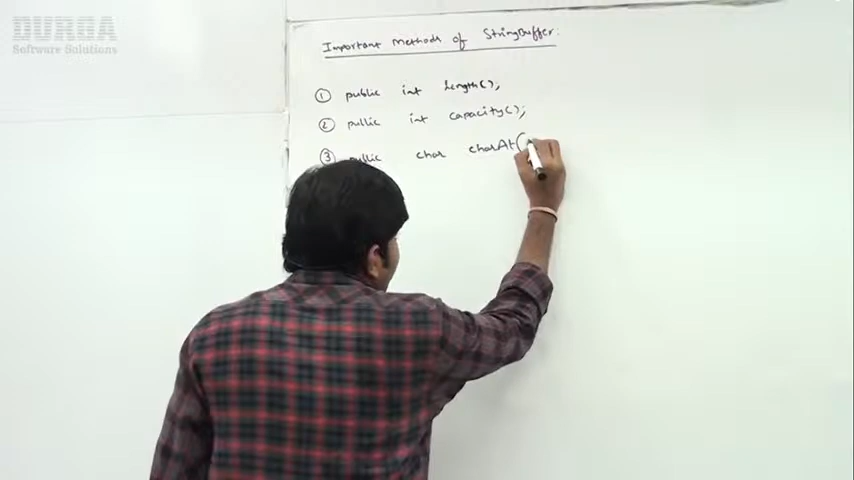 DURGA
Software Solutions
Important methods of StringBuffer:
① public int length();
② public int capacity();
③ public char charAt(